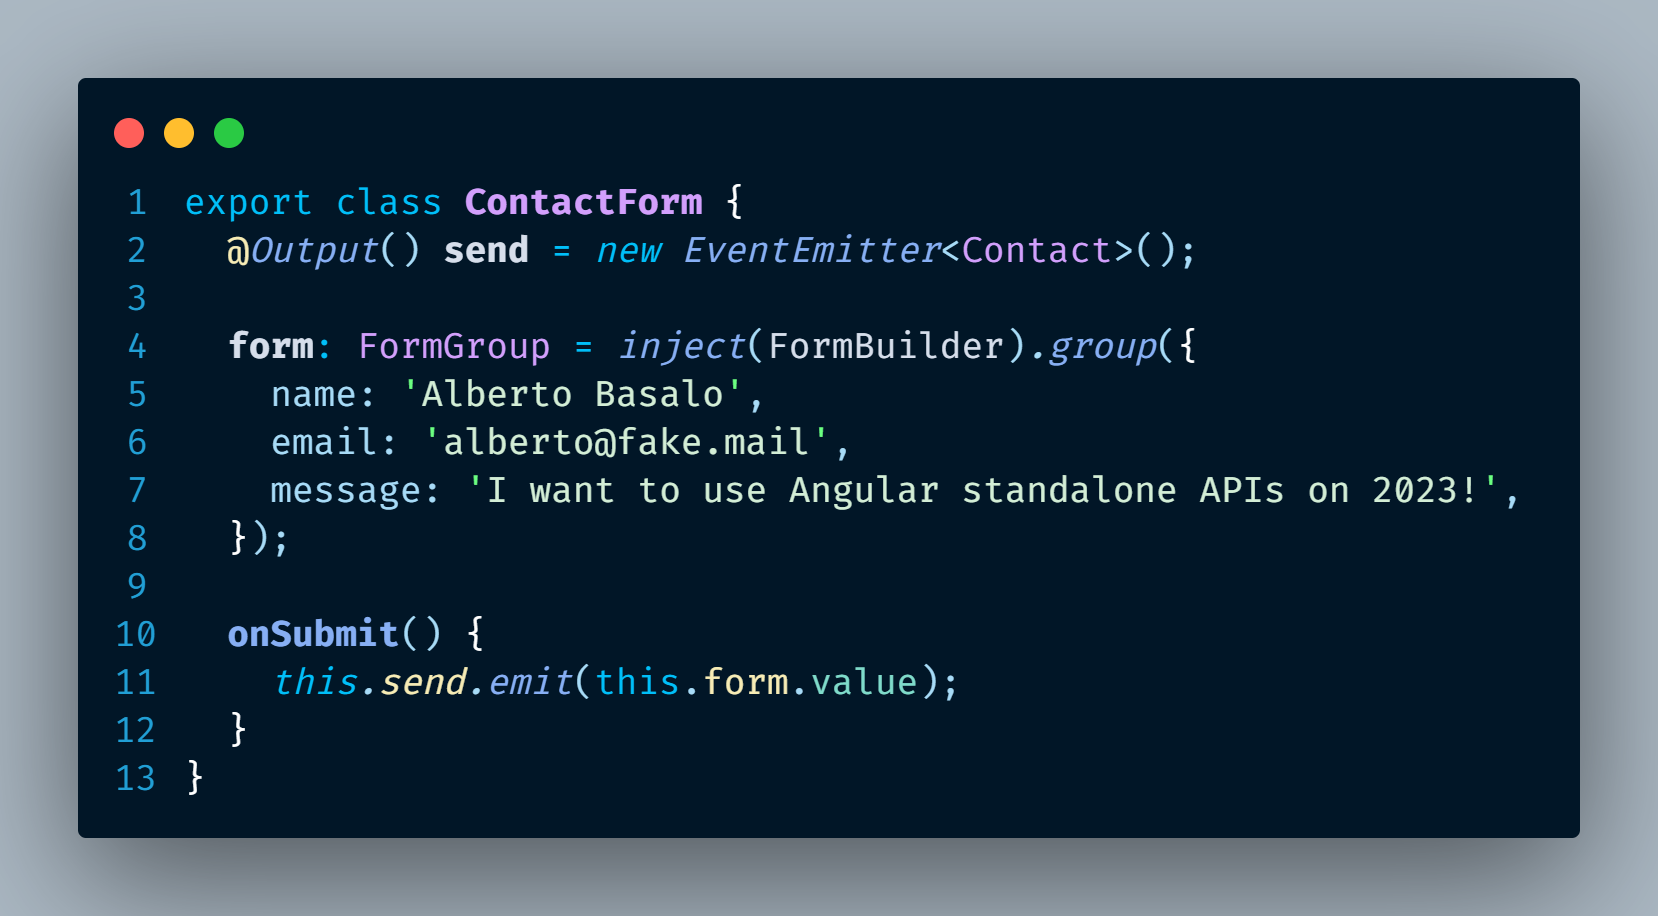 1 export class ContactForm {
2   @Output() send = new EventEmitter<Contact>();
3
4   form: FormGroup = inject(FormBuilder).group({
5     name: 'Alberto Basalo',
6     email: 'alberto@fake.mail',
7     message: 'I want to use Angular standalone APIs on 2023!',
8   });
9
10   onSubmit() {
11     this.send.emit(this.form.value);
12   }
13 }